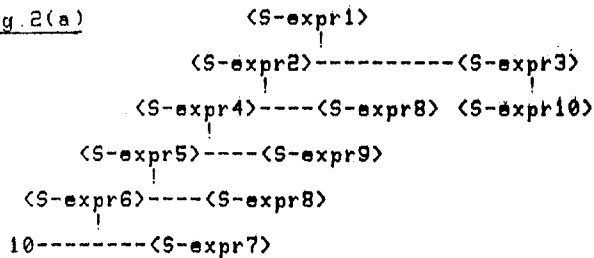 g.2(a) <S-expr1>
!
<S-expr2>----------<S-expr3>
! !
<S-expr4>----<S-expr8> <S-expr10>
!
<S-expr5>----<S-expr9>
!
<S-expr6>----<S-expr8>
!
10--------<S-expr7>